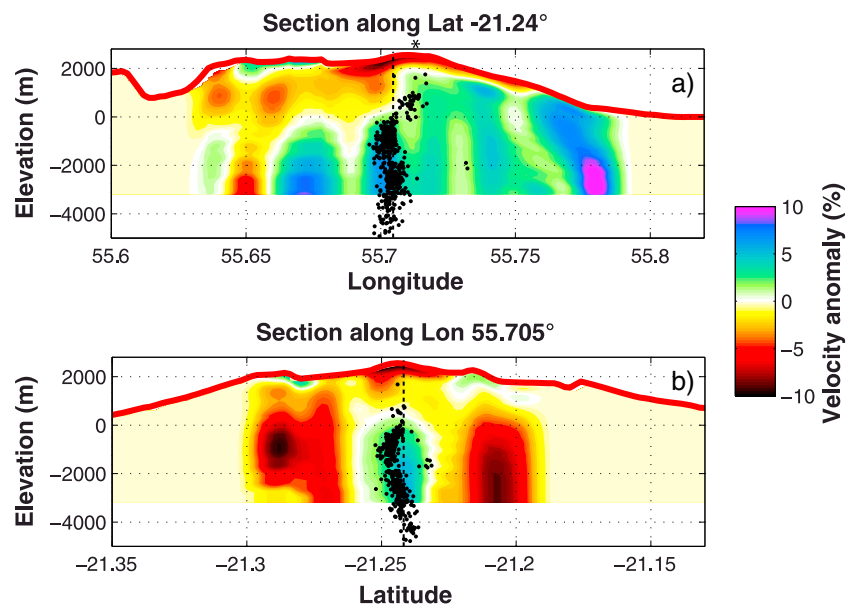 Section along Lat -21.24°
*
a)
Elevation (m)
2000
0
−2000
−4000
55.6
55.65
55.7
55.75
55.8
Longitude
Section along Lon 55.705°
b)
Elevation (m)
2000
0
−2000
−4000
−21.35
−21.3
−21.25
−21.2
−21.15
Latitude
10
5
0
−5
−10
Velocity anomaly (%)